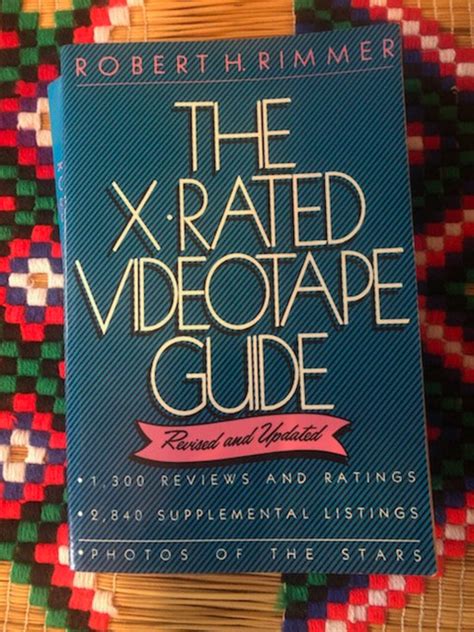 ROBERT H. RIMMER
THE
X·RATED
VIDEOTAPE
GUIDE
Revised and Updated
• 1,300 REVIEWS AND RATINGS
• 2,840 SUPPLEMENTAL LISTINGS
• PHOTOS OF THE STARS